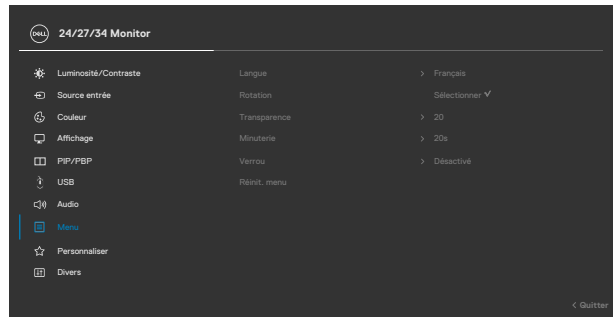 DELL
24/27/34 Monitor
Luminosité/Contraste Langue > Français
Source entrée Rotation Sélectionner ✓
Couleur Transparence > 20
Affichage Minuterie > 20s
PIP/PBP Verrou > Désactivé
USB Réinit. menu
Audio
Menu
Personnaliser
Divers
< Quitter